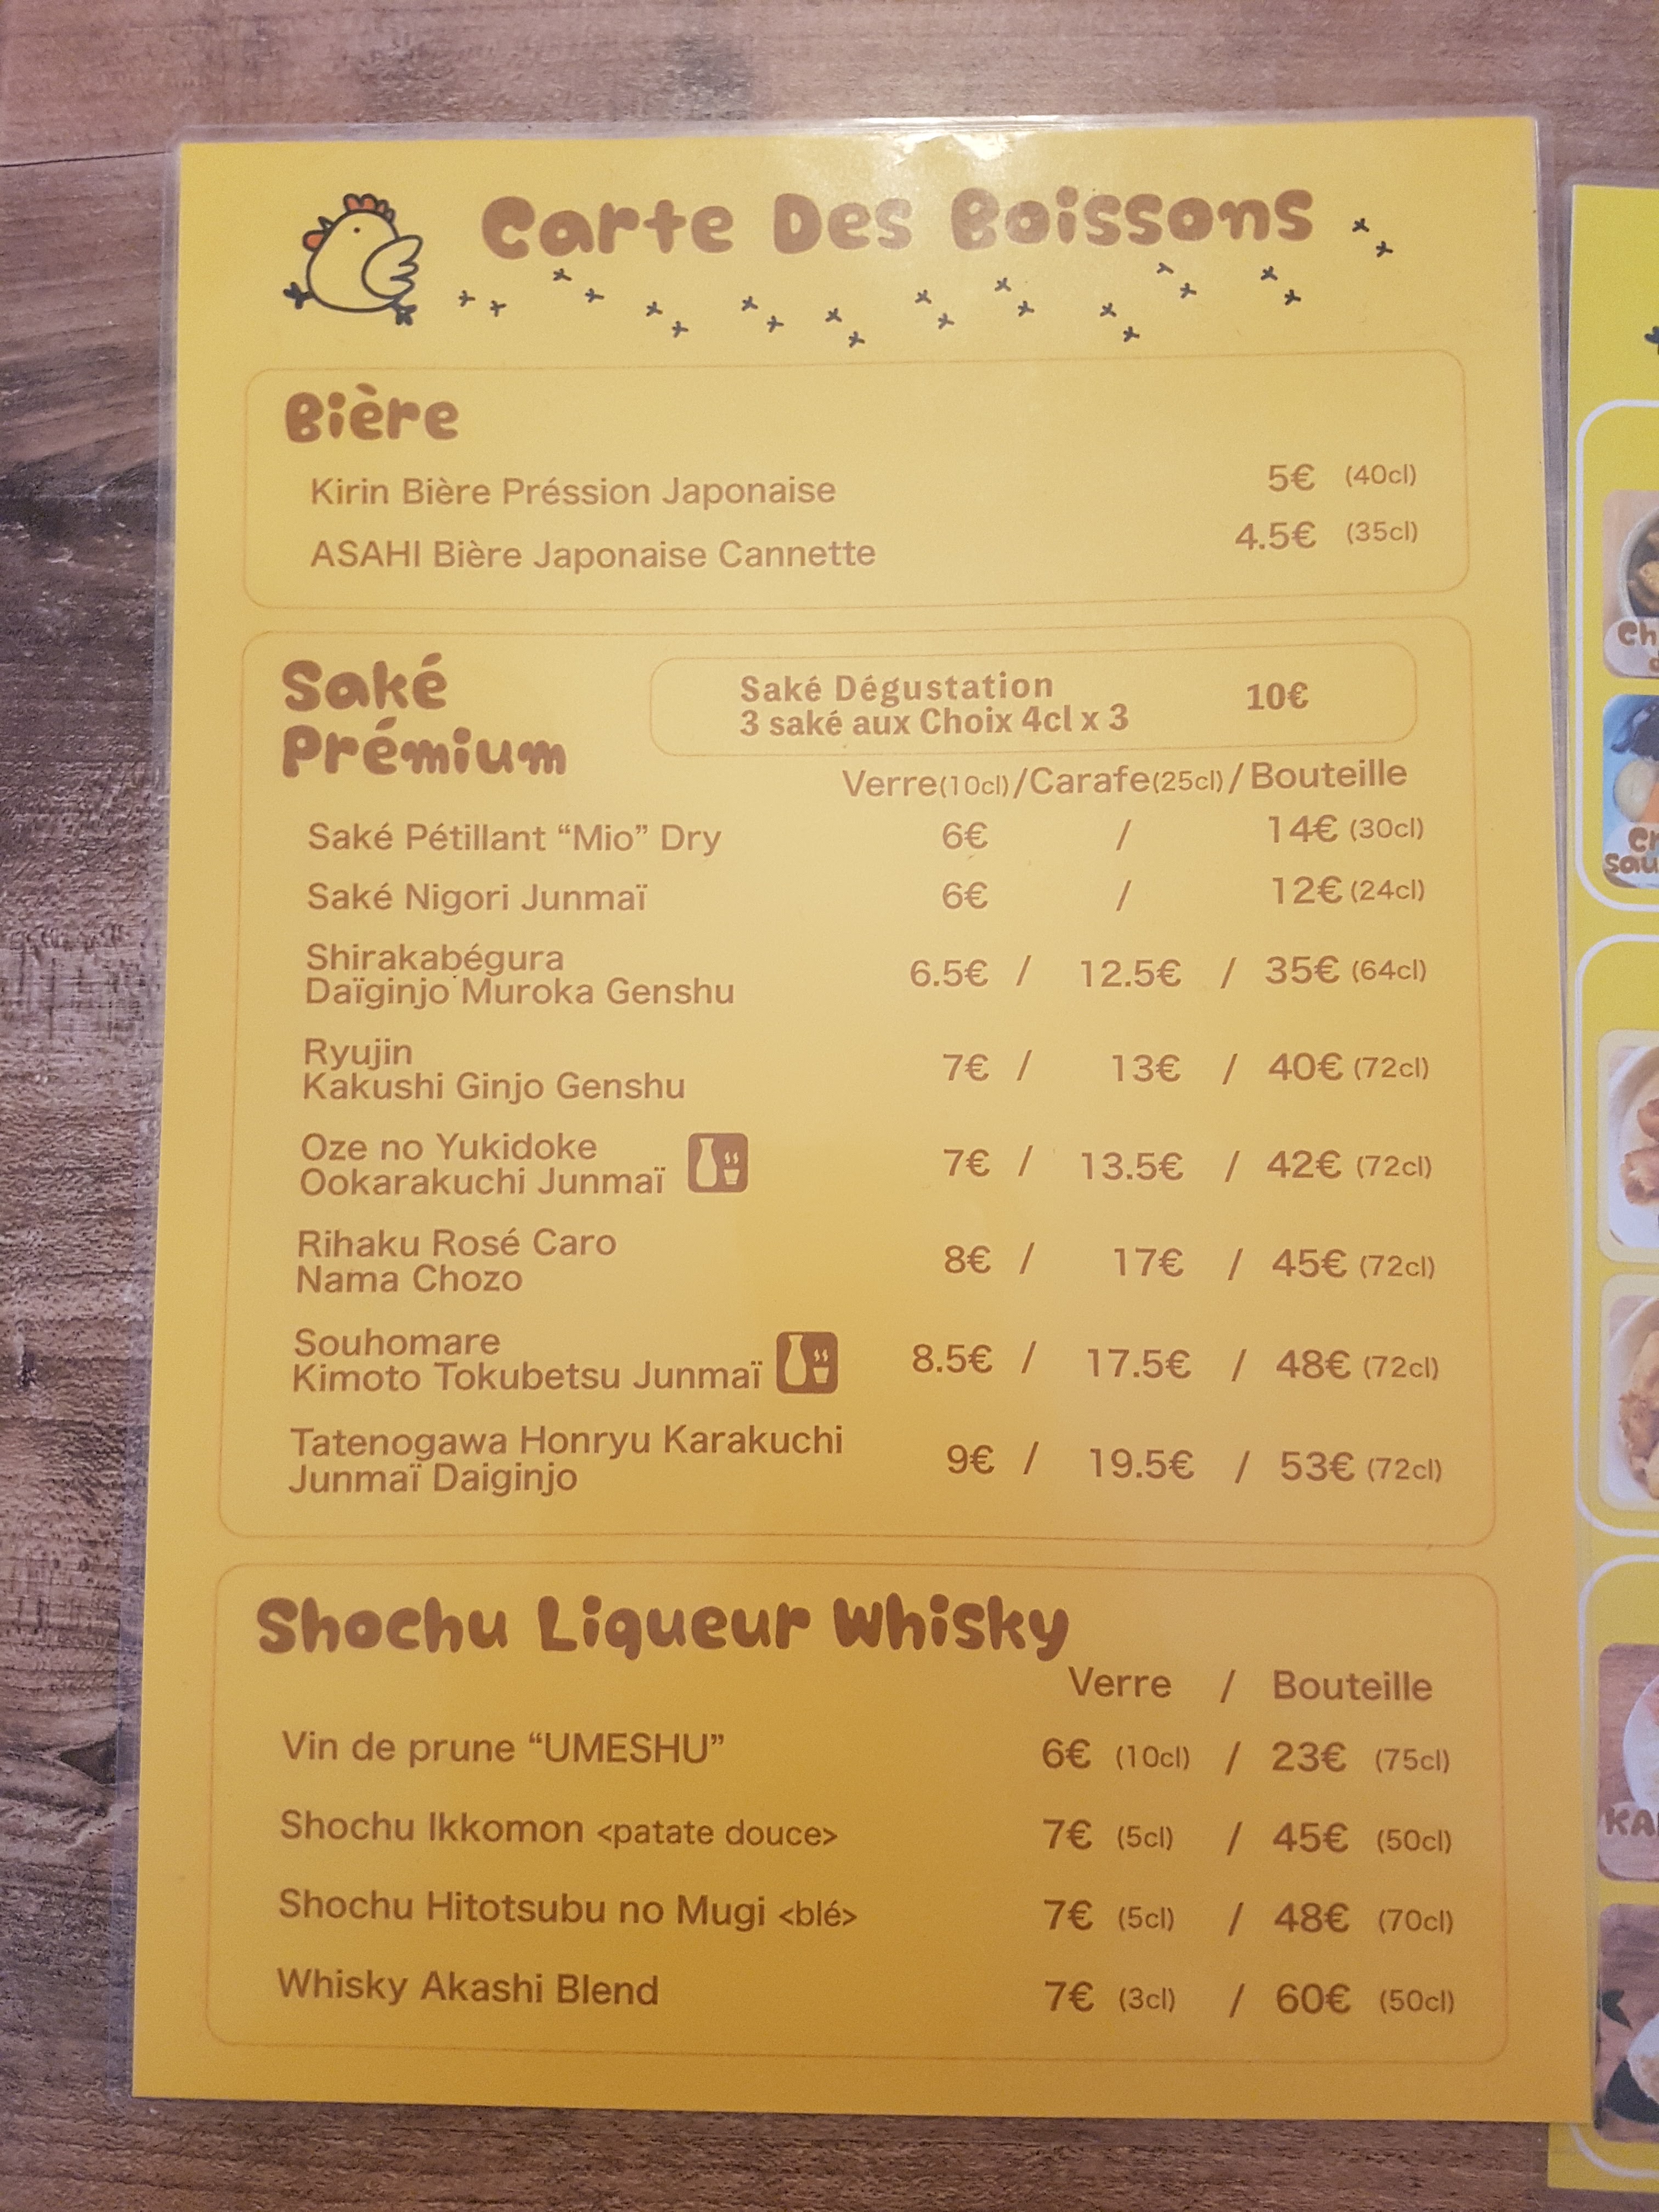 Carte Des Boissons
Bière
Kirin Bière Préssion Japonaise 5€ (40cl)
ASAHI Bière Japonaise Cannette 4.5€ (35cl)
Saké
Prémium
Saké Dégustation
3 saké aux Choix 4cl x 3 10€
Verre(10cl)/Carafe(25cl)/Bouteille
Saké Pétillant “Mio” Dry 6€ / 14€ (30cl)
Saké Nigori Junmaï 6€ / 12€ (24cl)
Shirakabégura
Daïginjo Muroka Genshu 6.5€ / 12.5€ / 35€ (64cl)
Ryujin
Kakushi Ginjo Genshu 7€ / 13€ / 40€ (72cl)
Oze no Yukidoke
Ookarakuchi Junmaï 7€ / 13.5€ / 42€ (72cl)
Rihaku Rosé Caro
Nama Chozo 8€ / 17€ / 45€ (72cl)
Souhomare
Kimoto Tokubetsu Junmaï 8.5€ / 17.5€ / 48€ (72cl)
Tatenogawa Honryu Karakuchi
Junmaï Daiginjo 9€ / 19.5€ / 53€ (72cl)
Shochu Liqueur Whisky
Verre / Bouteille
Vin de prune “UMESHU” 6€ (10cl) / 23€ (75cl)
Shochu Ikkomon <patate douce> 7€ (5cl) / 45€ (50cl)
Shochu Hitotsubu no Mugi <blé> 7€ (5cl) / 48€ (70cl)
Whisky Akashi Blend 7€ (3cl) / 60€ (50cl)